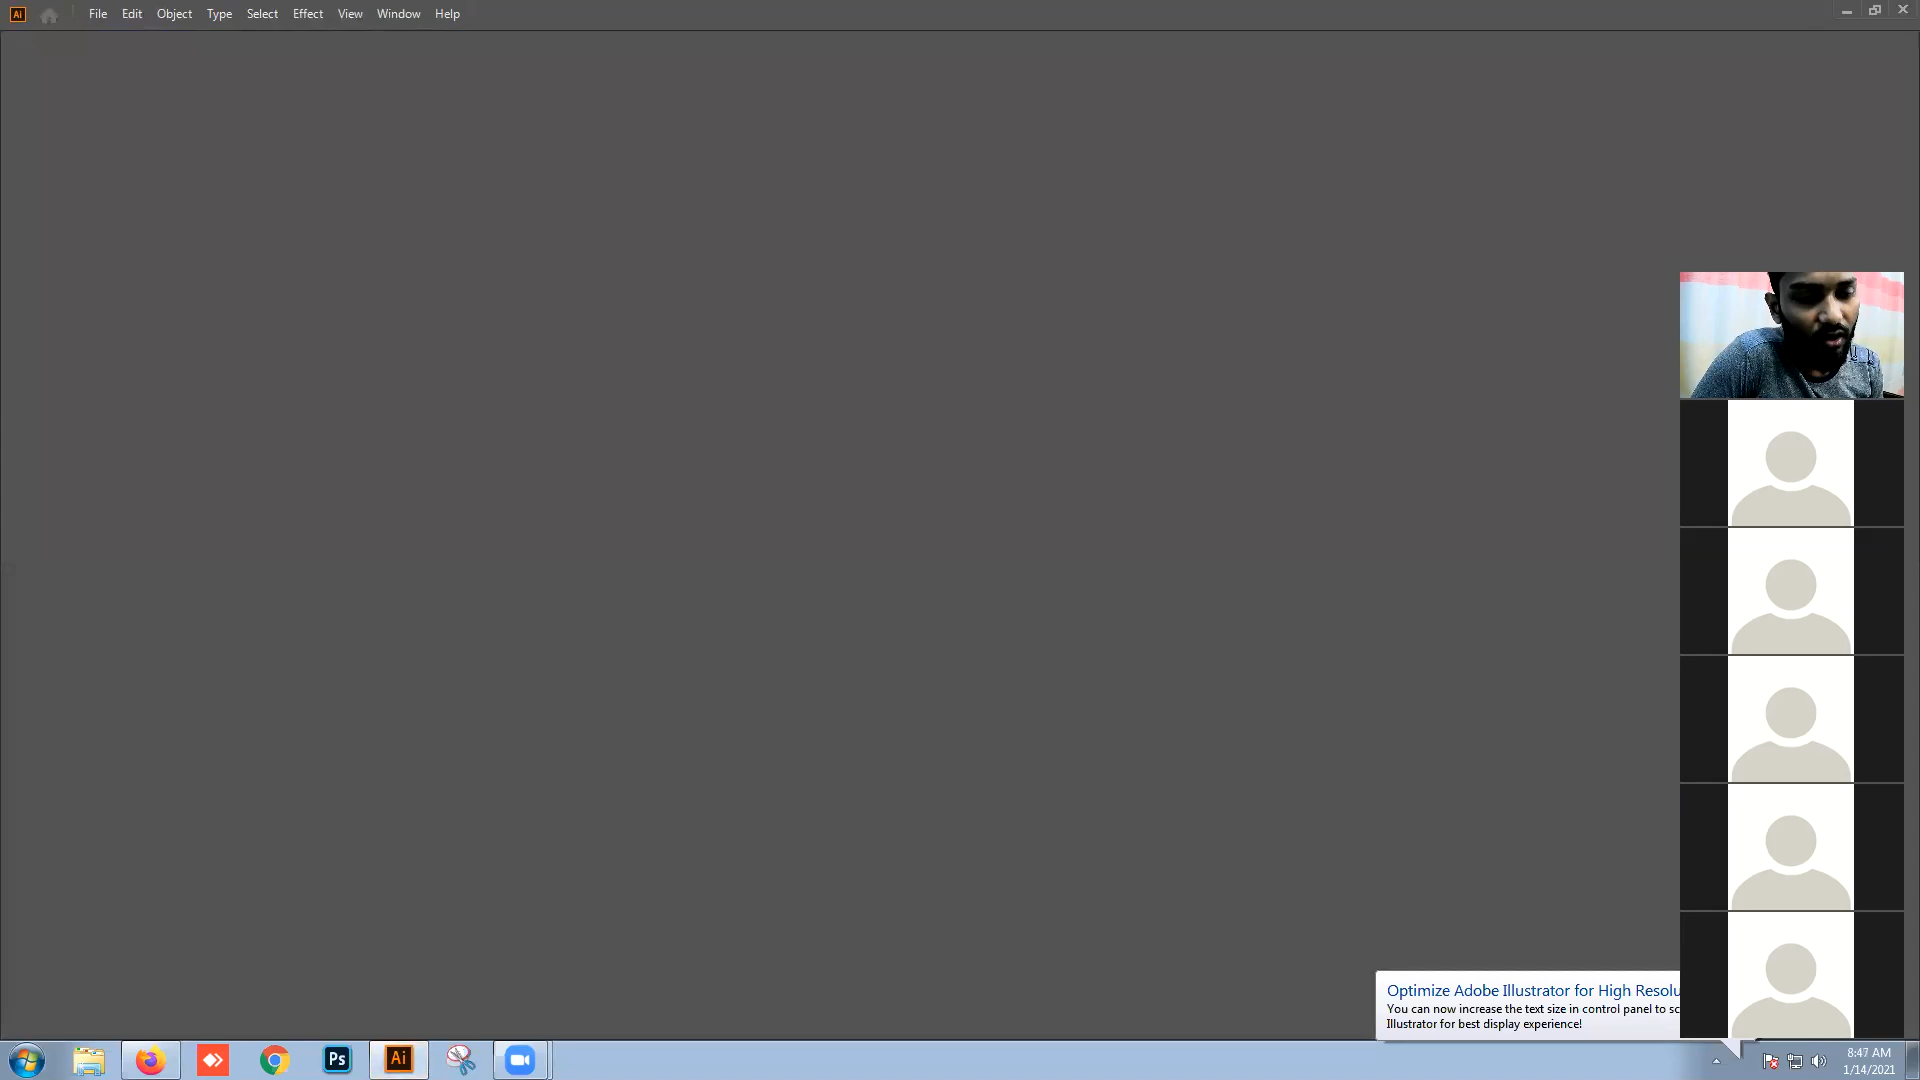 Ai File Edit Object Type Select Effect View Window Help
Optimize Adobe Illustrator for High Resolu
You can now increase the text size in control panel to sc
Illustrator for best display experience!
Ps Ai
8:47 AM
1/14/2021